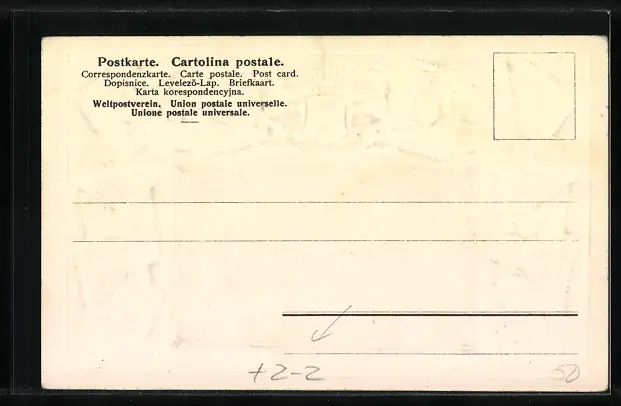 Postkarte. Cartolina postale.
Correspondenzkarte. Carte postale. Post card.
Dopisnice. Levelező-Lap. Briefkaart.
Karta korespondencyjna.
Weltpostverein. Union postale universelle.
Unione postale universale.
+2-2
50